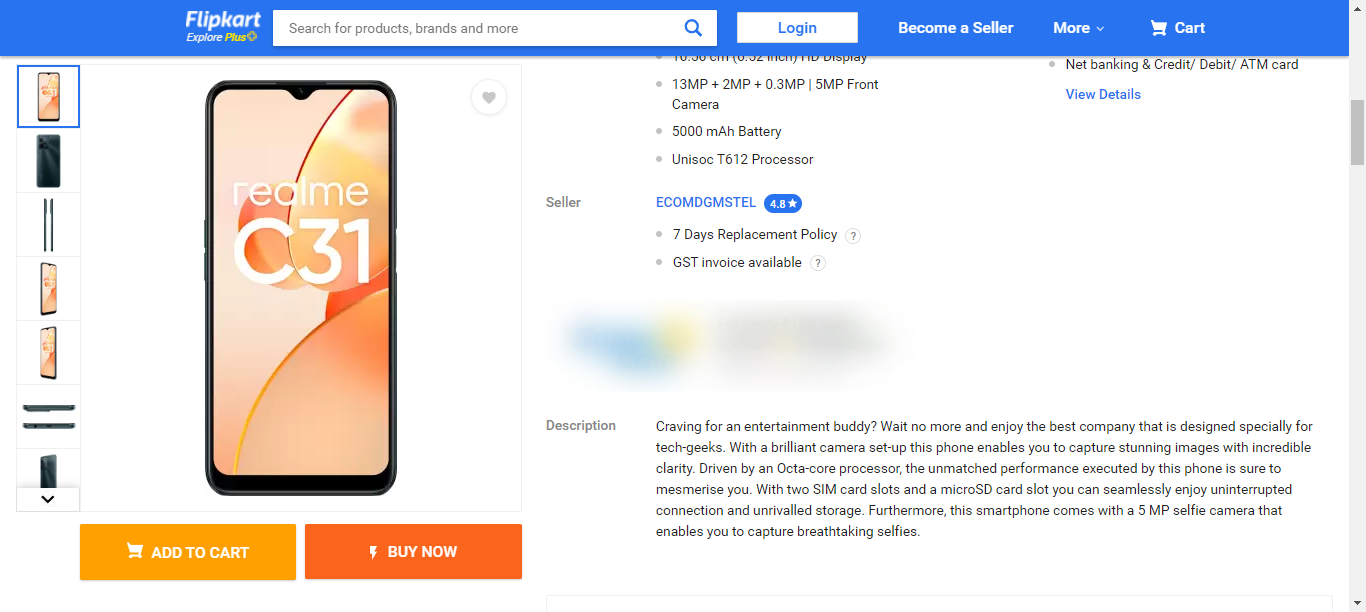 Flipkart
Explore Plus
Search for products, brands and more
Login
Become a Seller
More
Cart
realme
C31
ADD TO CART
BUY NOW
16.56 cm (6.52 inch) HD Display
13MP + 2MP + 0.3MP | 5MP Front
Camera
5000 mAh Battery
Unisoc T612 Processor
Net banking & Credit/ Debit/ ATM card
View Details
Seller
ECOMDGMSTEL 4.8★
7 Days Replacement Policy ?
GST invoice available ?
Description
Craving for an entertainment buddy? Wait no more and enjoy the best company that is designed specially for
tech-geeks. With a brilliant camera set-up this phone enables you to capture stunning images with incredible
clarity. Driven by an Octa-core processor, the unmatched performance executed by this phone is sure to
mesmerise you. With two SIM card slots and a microSD card slot you can seamlessly enjoy uninterrupted
connection and unrivalled storage. Furthermore, this smartphone comes with a 5 MP selfie camera that
enables you to capture breathtaking selfies.